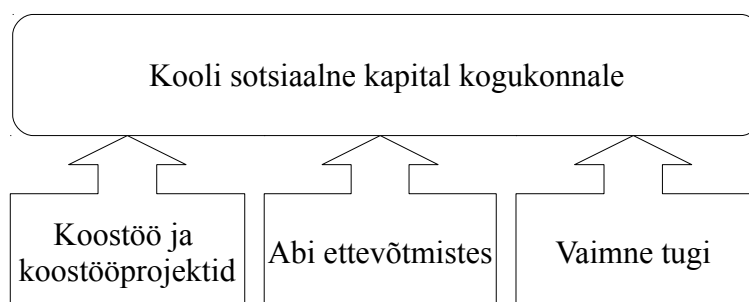 Kooli sotsiaalne kapital kogukonnale
Koostöö ja
koostööprojektid
Abi ettevõtmistes
Vaimne tugi